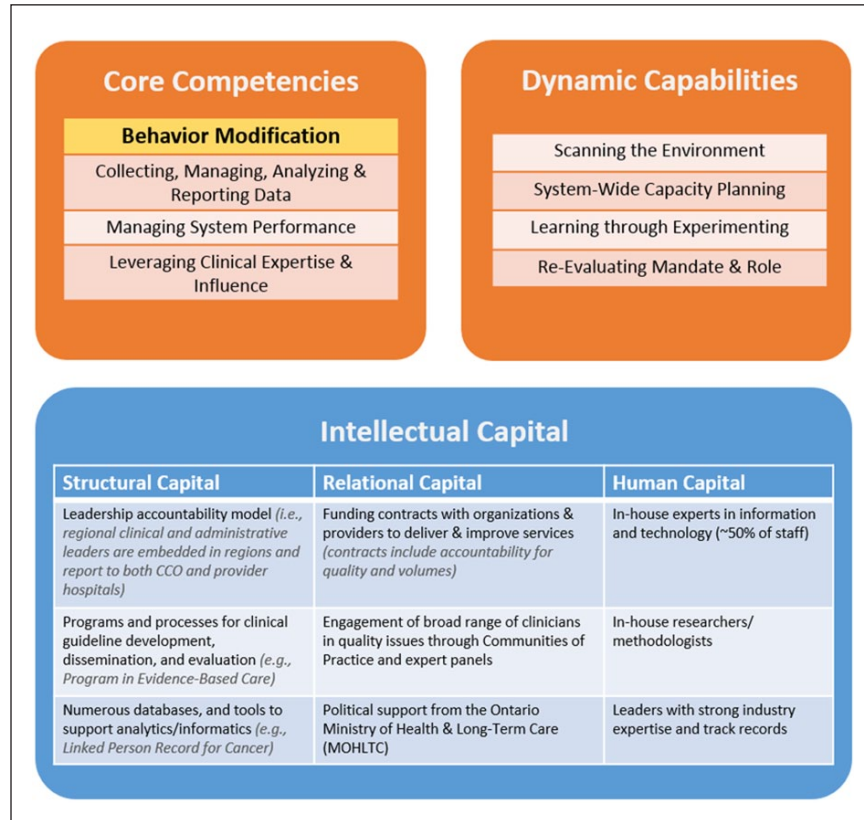 Core Competencies
Behavior Modification
Collecting, Managing, Analyzing &
Reporting Data
Managing System Performance
Leveraging Clinical Expertise &
Influence
Dynamic Capabilities
Scanning the Environment
System-Wide Capacity Planning
Learning through Experimenting
Re-Evaluating Mandate & Role
Intellectual Capital
Structural Capital
Relational Capital
Human Capital
Leadership accountability model (i.e.,
regional clinical and administrative
leaders are embedded in regions and
report to both CCO and provider
hospitals)
Funding contracts with organizations &
providers to deliver & improve services
(contracts include accountability for
quality and volumes)
In-house experts in information
and technology (~50% of staff)
Programs and processes for clinical
guideline development,
dissemination, and evaluation (e.g.,
Program in Evidence-Based Care)
Engagement of broad range of clinicians
in quality issues through Communities of
Practice and expert panels
In-house researchers/
methodologists
Numerous databases, and tools to
support analytics/informatics (e.g.,
Linked Person Record for Cancer)
Political support from the Ontario
Ministry of Health & Long-Term Care
(MOHLTC)
Leaders with strong industry
expertise and track records